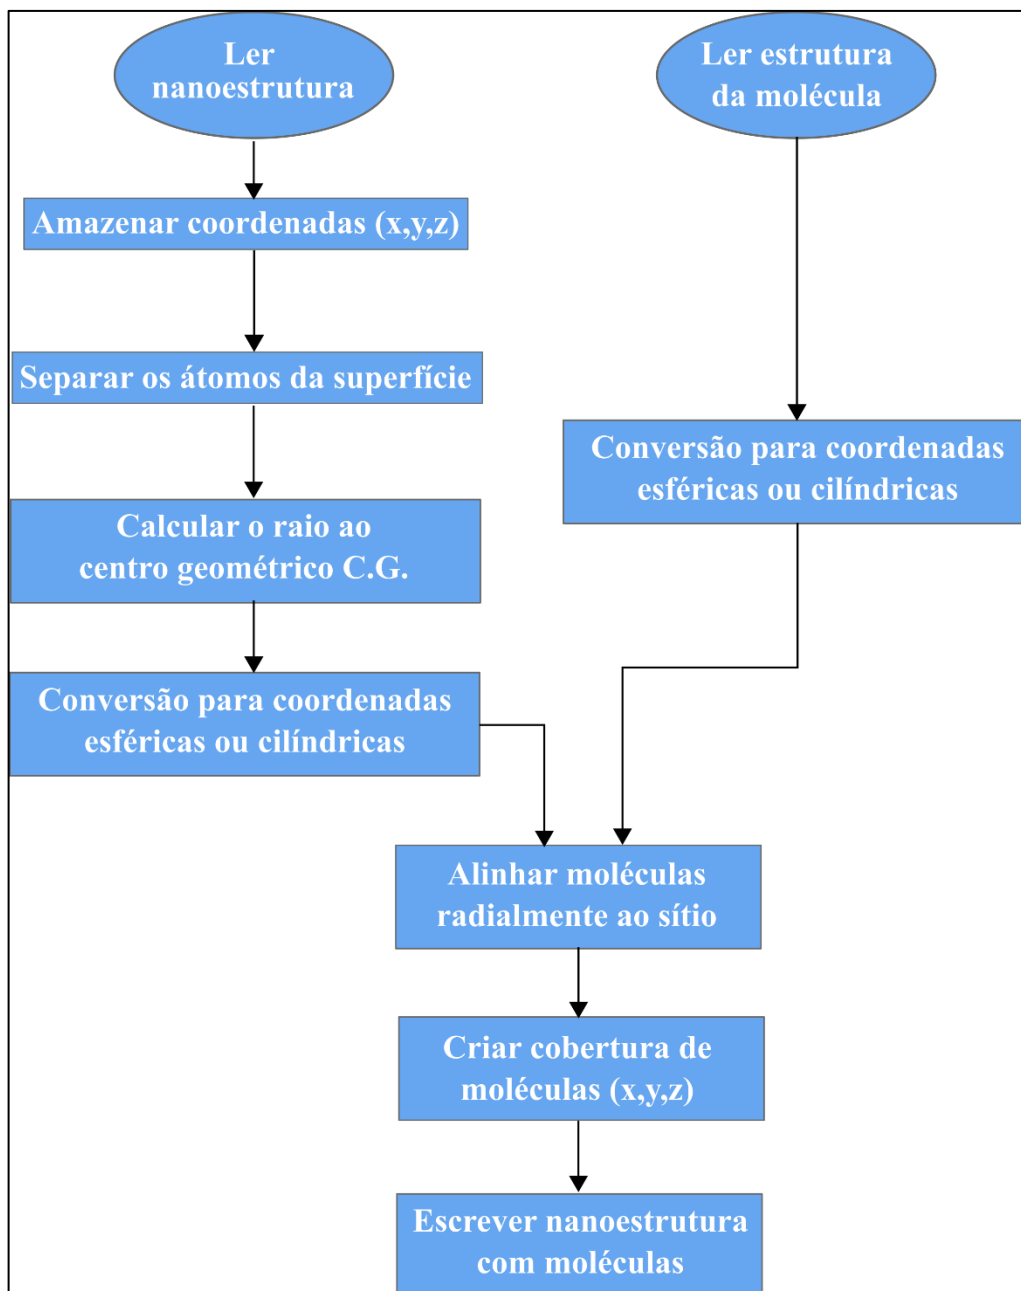 Ler
nanoestrutura
Amazenar coordenadas (x,y,z)
Separar os átomos da superfície
Calcular o raio ao
centro geométrico C.G.
Conversão para coordenadas
esféricas ou cilíndricas
Ler estrutura
da molécula
Conversão para coordenadas
esféricas ou cilíndricas
Alinhar moléculas
radialmente ao sítio
Criar cobertura de
moléculas (x,y,z)
Escrever nanoestrutura
com moléculas